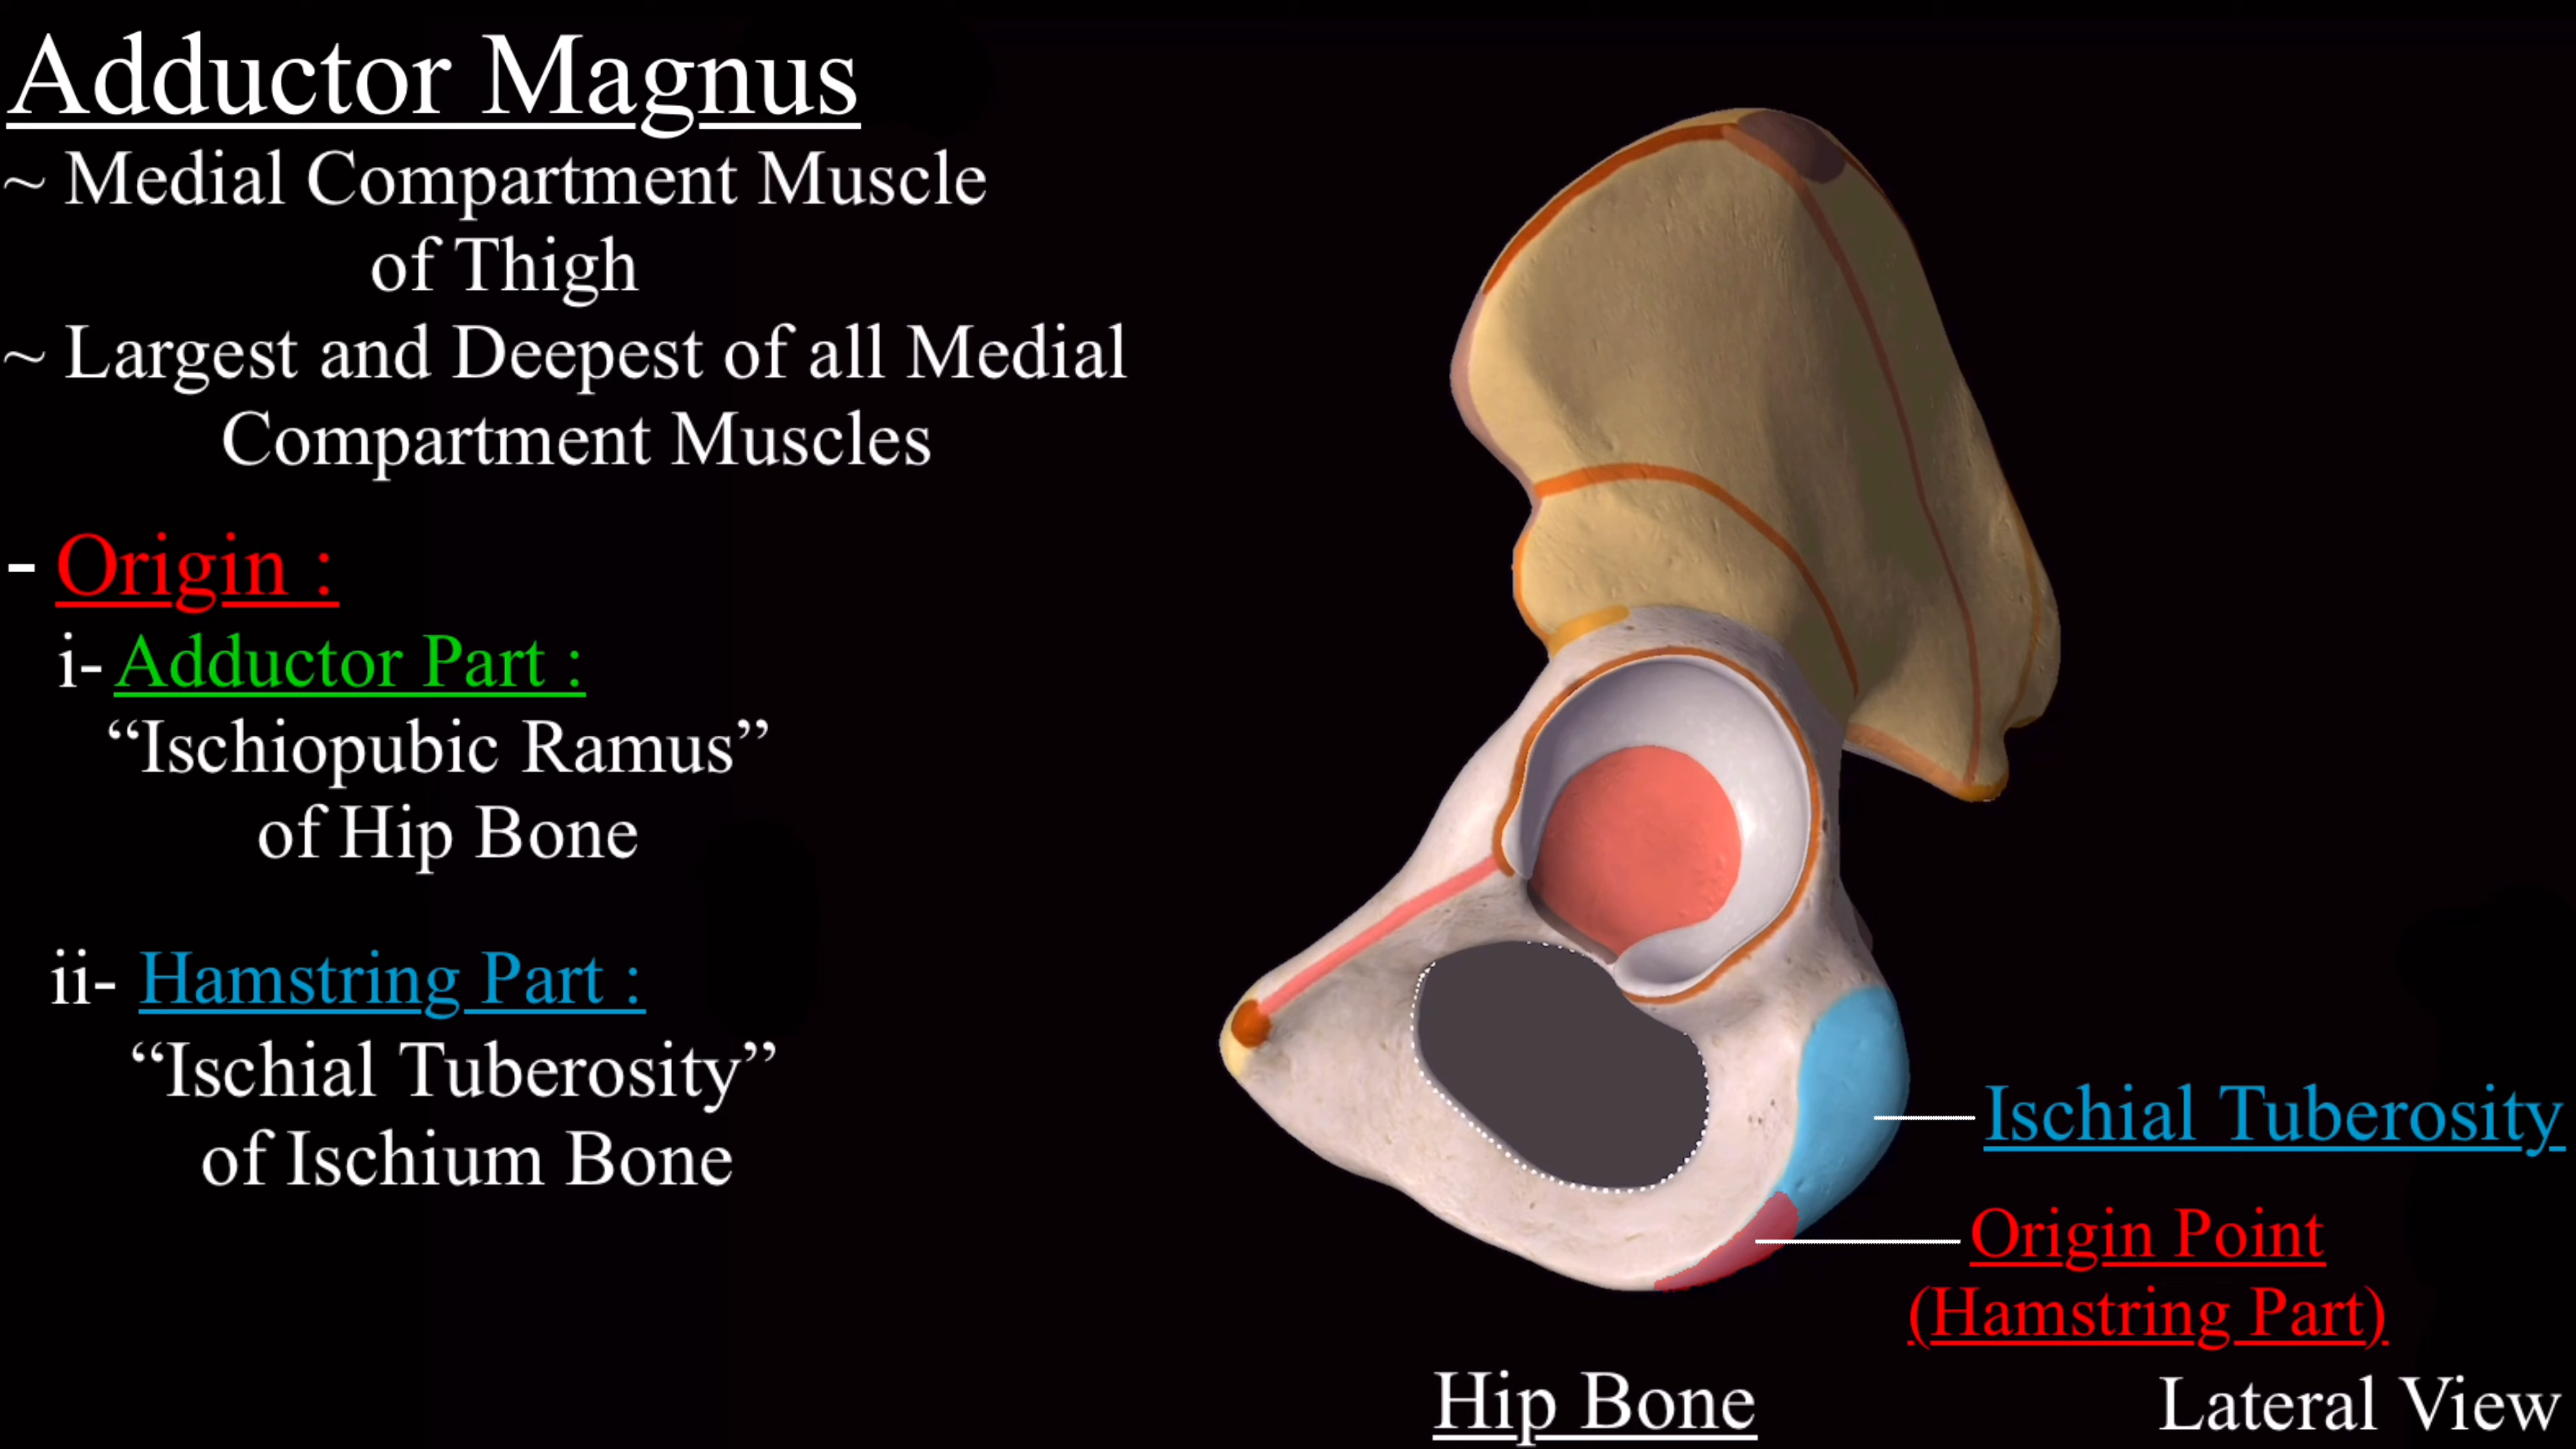 Adductor Magnus
~ Medial Compartment Muscle
of Thigh
~ Largest and Deepest of all Medial
Compartment Muscles
- Origin :
i- Adductor Part :
“Ischiopubic Ramus”
of Hip Bone
ii- Hamstring Part :
“Ischial Tuberosity”
of Ischium Bone
Ischial Tuberosity
Origin Point
(Hamstring Part)
Hip Bone
Lateral View